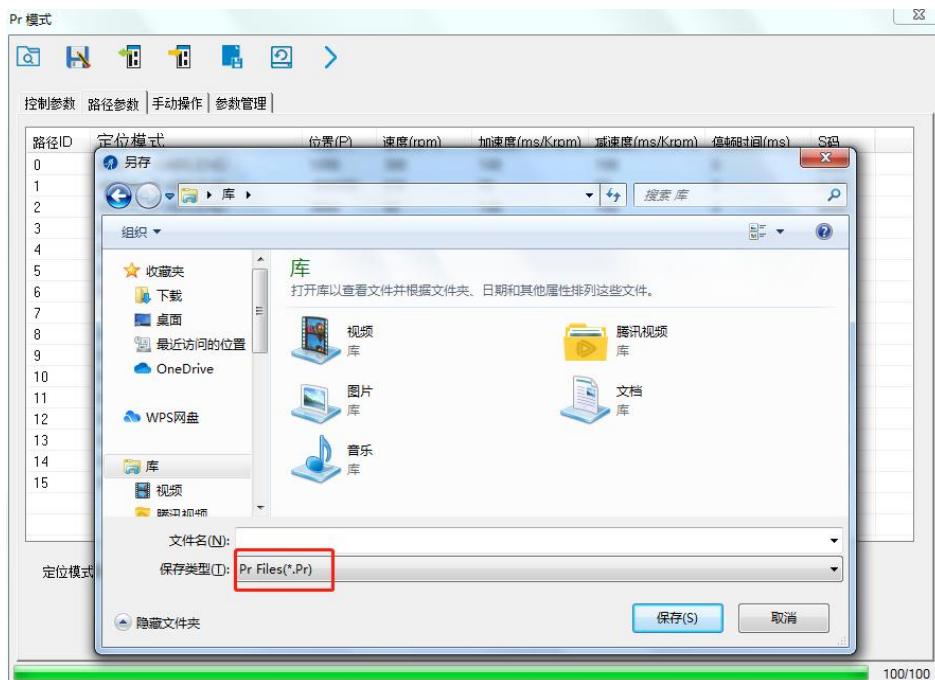 Pr 模式
控制参数 路径参数 手动操作 参数管理
路径ID 定位模式 位置(P) 速度(rpm) 加速度(ms/Krpm) 减速度(ms/Krpm) 停顿时间(ms) S码
0
1
2
3
4
5
6
7
8
9
10
11
12
13
14
15
另存
库
搜索 库
组织
收藏夹
下载
桌面
最近访问的位置
OneDrive
WPS网盘
库
视频
腾讯视频
库
打开库以查看文件并根据文件夹、日期和其他属性排列这些文件。
视频
库
腾讯视频
库
图片
库
文档
库
音乐
库
文件名(N):
保存类型(T): Pr Files(*.Pr)
隐藏文件夹
保存(S) 取消
定位模式
100/100